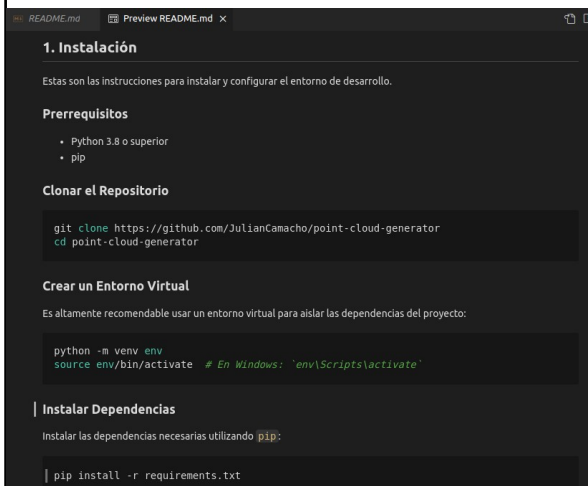 README.md
Preview README.md
1. Instalación
Estas son las instrucciones para instalar y configurar el entorno de desarrollo.
Prerrequisitos
• Python 3.8 o superior
• pip
Clonar el Repositorio
git clone https://github.com/JulianCamacho/point-cloud-generator
cd point-cloud-generator
Crear un Entorno Virtual
Es altamente recomendable usar un entorno virtual para aislar las dependencias del proyecto:
python -m venv env
source env/bin/activate # En Windows: `env\Scripts\activate`
Instalar Dependencias
Instalar las dependencias necesarias utilizando pip:
pip install -r requirements.txt